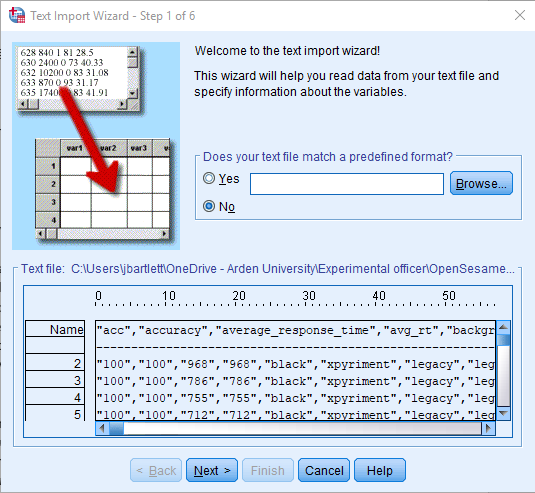 Text Import Wizard - Step 1 of 6
628 840 1 81 28.5
630 2400 0 73 40.33
632 10200 0 83 31.08
633 870 0 93 31.17
635 17400 0 83 41.91
var1 var2 var3 v
1
2
3
4
Welcome to the text import wizard!
This wizard will help you read data from your text file and
specify information about the variables.
Does your text file match a predefined format?
Yes
Browse...
No
Text file: C:\Users\jbartlett\OneDrive - Arden University\Experimental officer\OpenSesame...
0 10 20 30 40 50
Name "acc","accuracy","average_response_time","avg_rt","backgr
2 "100","100","968","968","black","xpyriment","legacy","leg
3 "100","100","786","786","black","xpyriment","legacy","leg
4 "100","100","755","755","black","xpyriment","legacy","leg
5 "100","100","712","712","black","xpyriment","legacy","leg
< Back Next > Finish Cancel Help